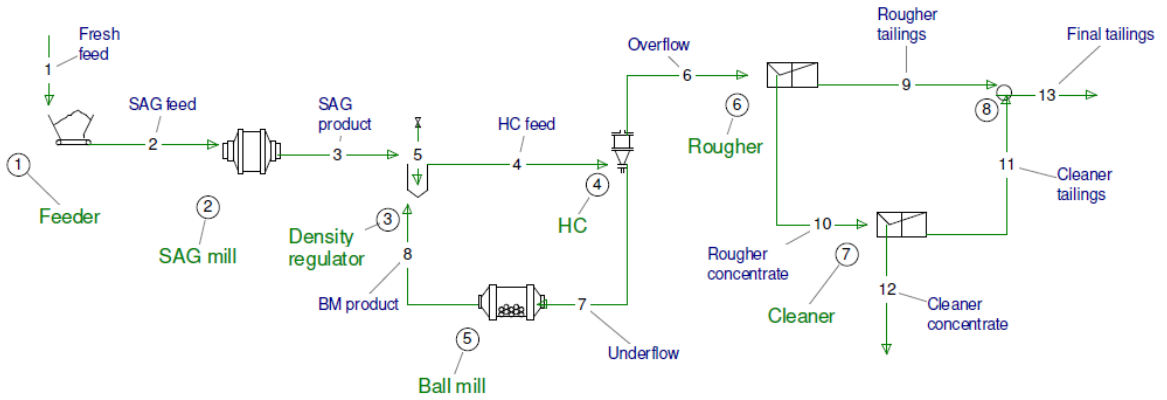 Fresh
feed
1
SAG feed
2
SAG
product
3
5
HC feed
4
Overflow
6
Rougher
tailings
9
Final tailings
13
8
6
Rougher
1
Feeder
2
SAG mill
3
Density
regulator
4
HC
11
Cleaner
tailings
10
Rougher
concentrate
7
Cleaner
12
Cleaner
concentrate
8
BM product
7
Underflow
5
Ball mill